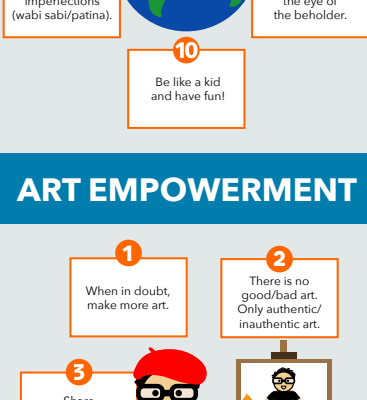 imperfections
(wabi sabi/patina).
the eye of
the beholder.
10
Be like a kid
and have fun!
ART EMPOWERMENT
1
When in doubt,
make more art.
2
There is no
good/bad art.
Only authentic/
inauthentic art.
3
Share